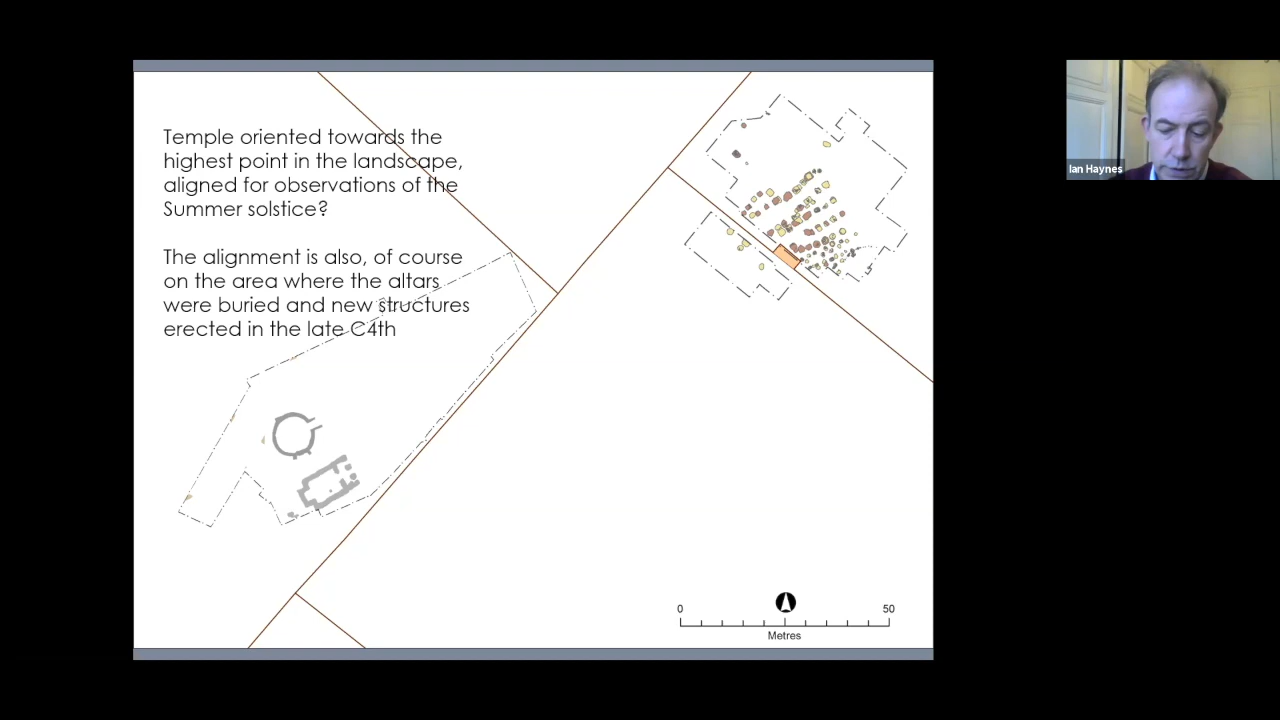 Temple oriented towards the
highest point in the landscape,
aligned for observations of the
Summer solstice?
The alignment is also, of course
on the area where the altars
were buried and new structures
erected in the late C4th
Ian Haynes
0 50
Metres